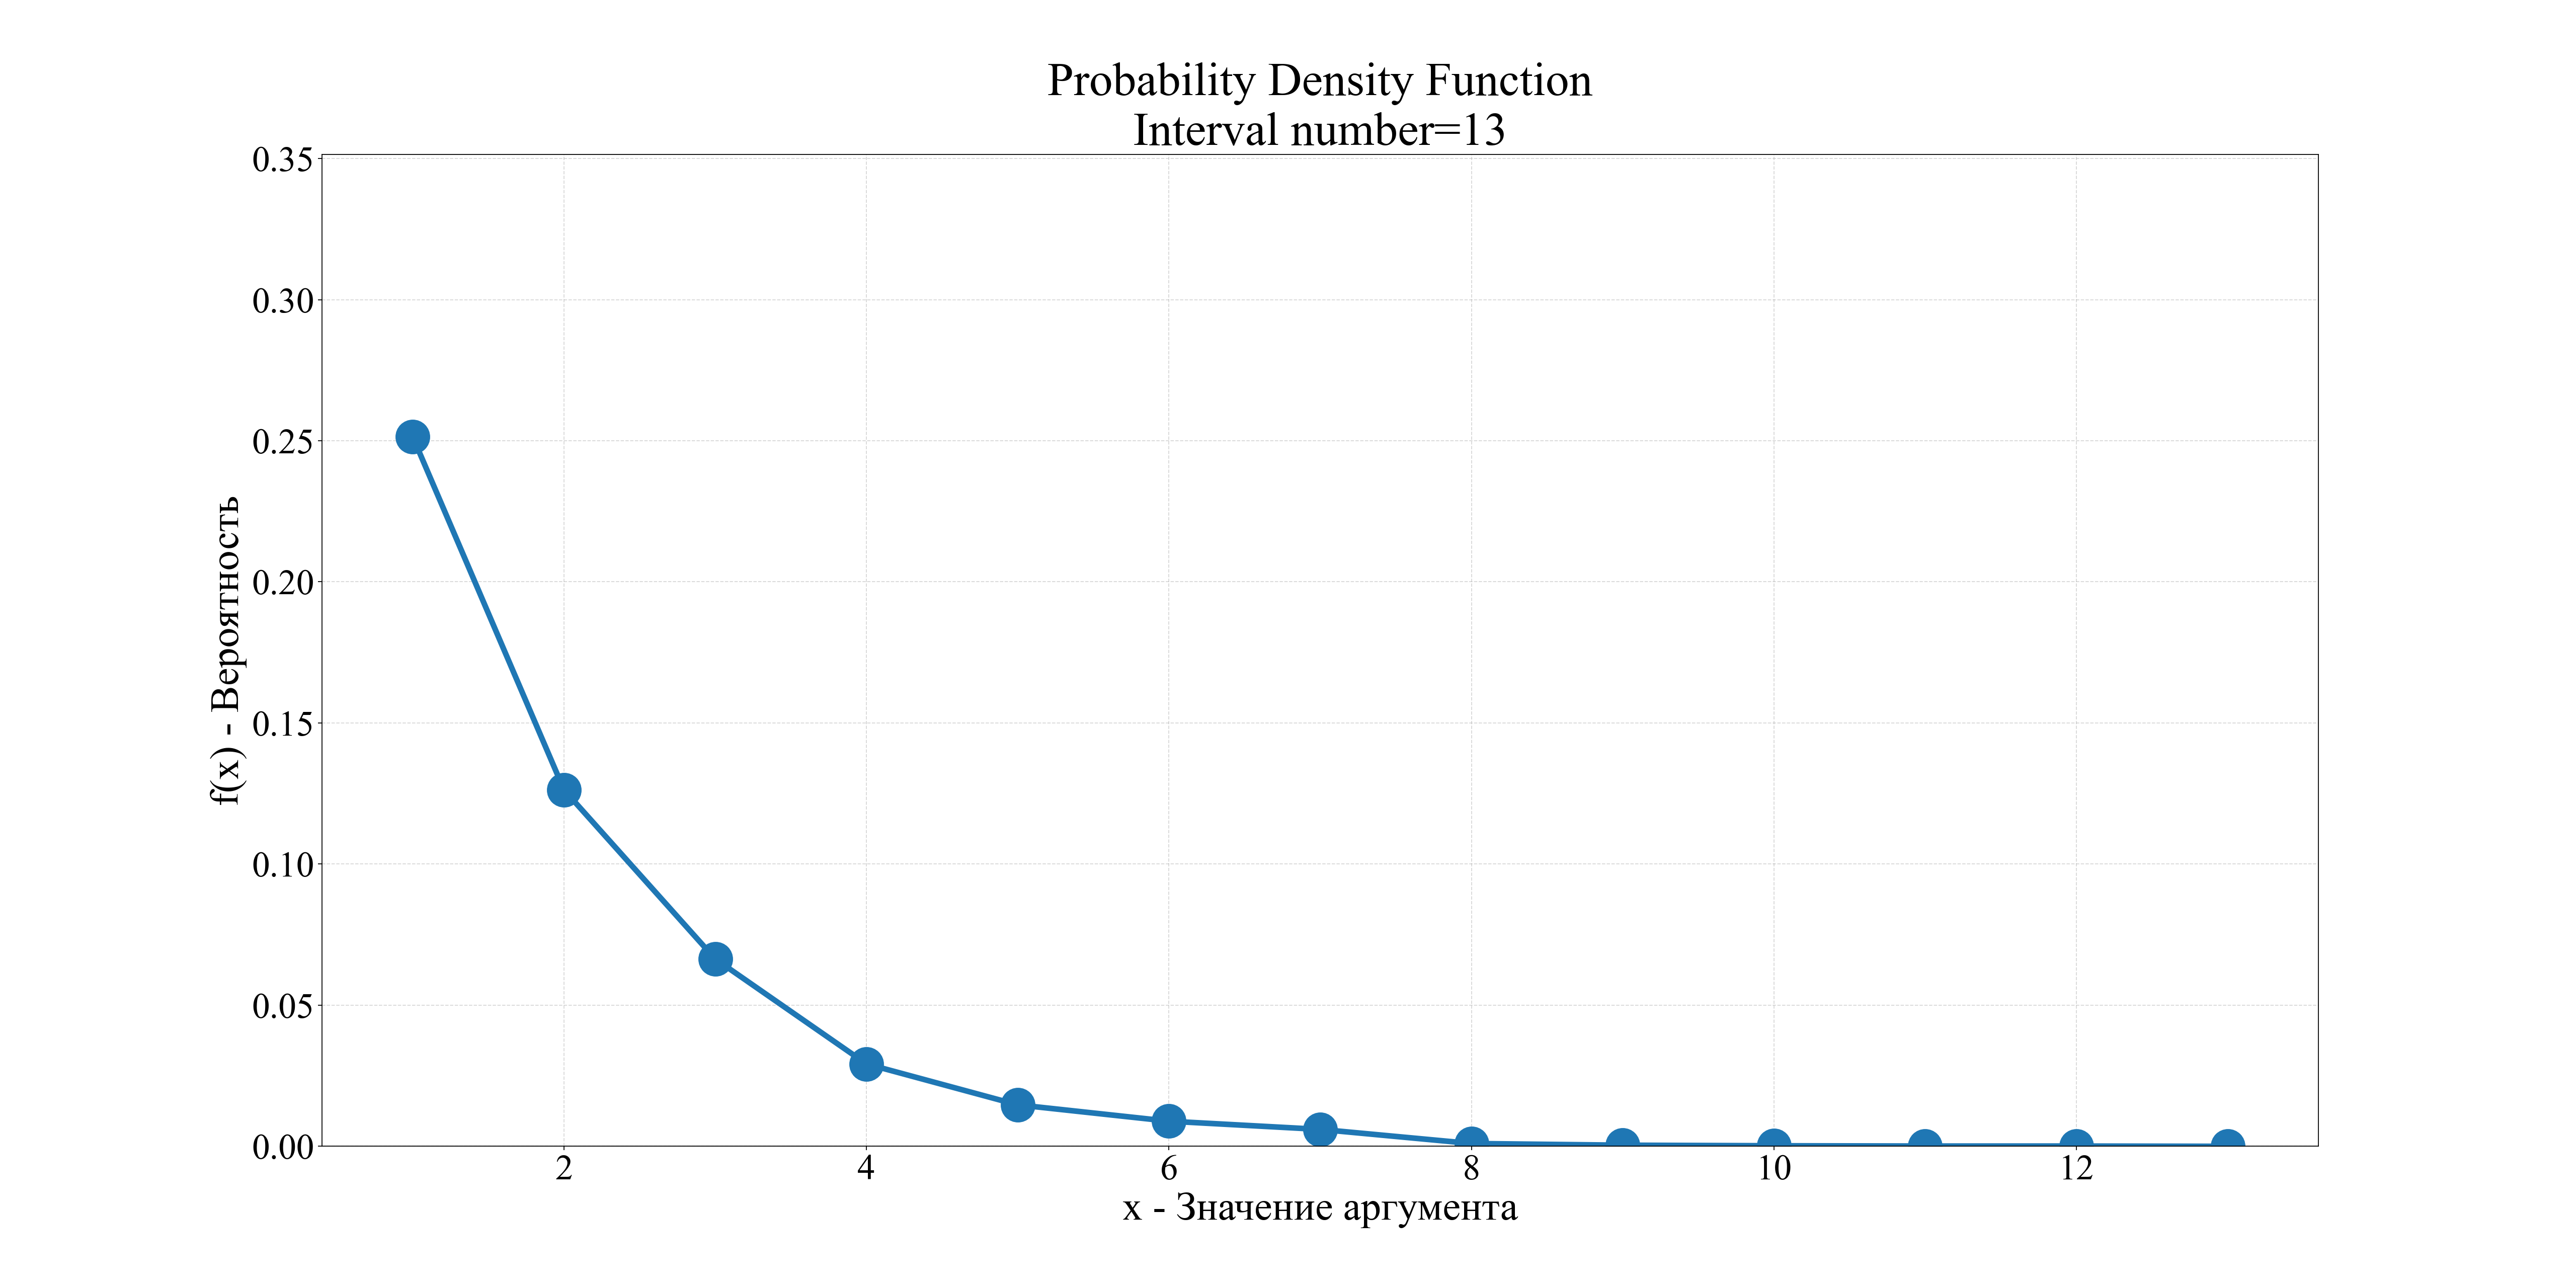 Probability Density Function
Interval number=13
0.35
0.30
0.25
0.20
0.15
0.10
0.05
0.00
f(x) - Вероятность
2 4 6 8 10 12
x - Значение аргумента